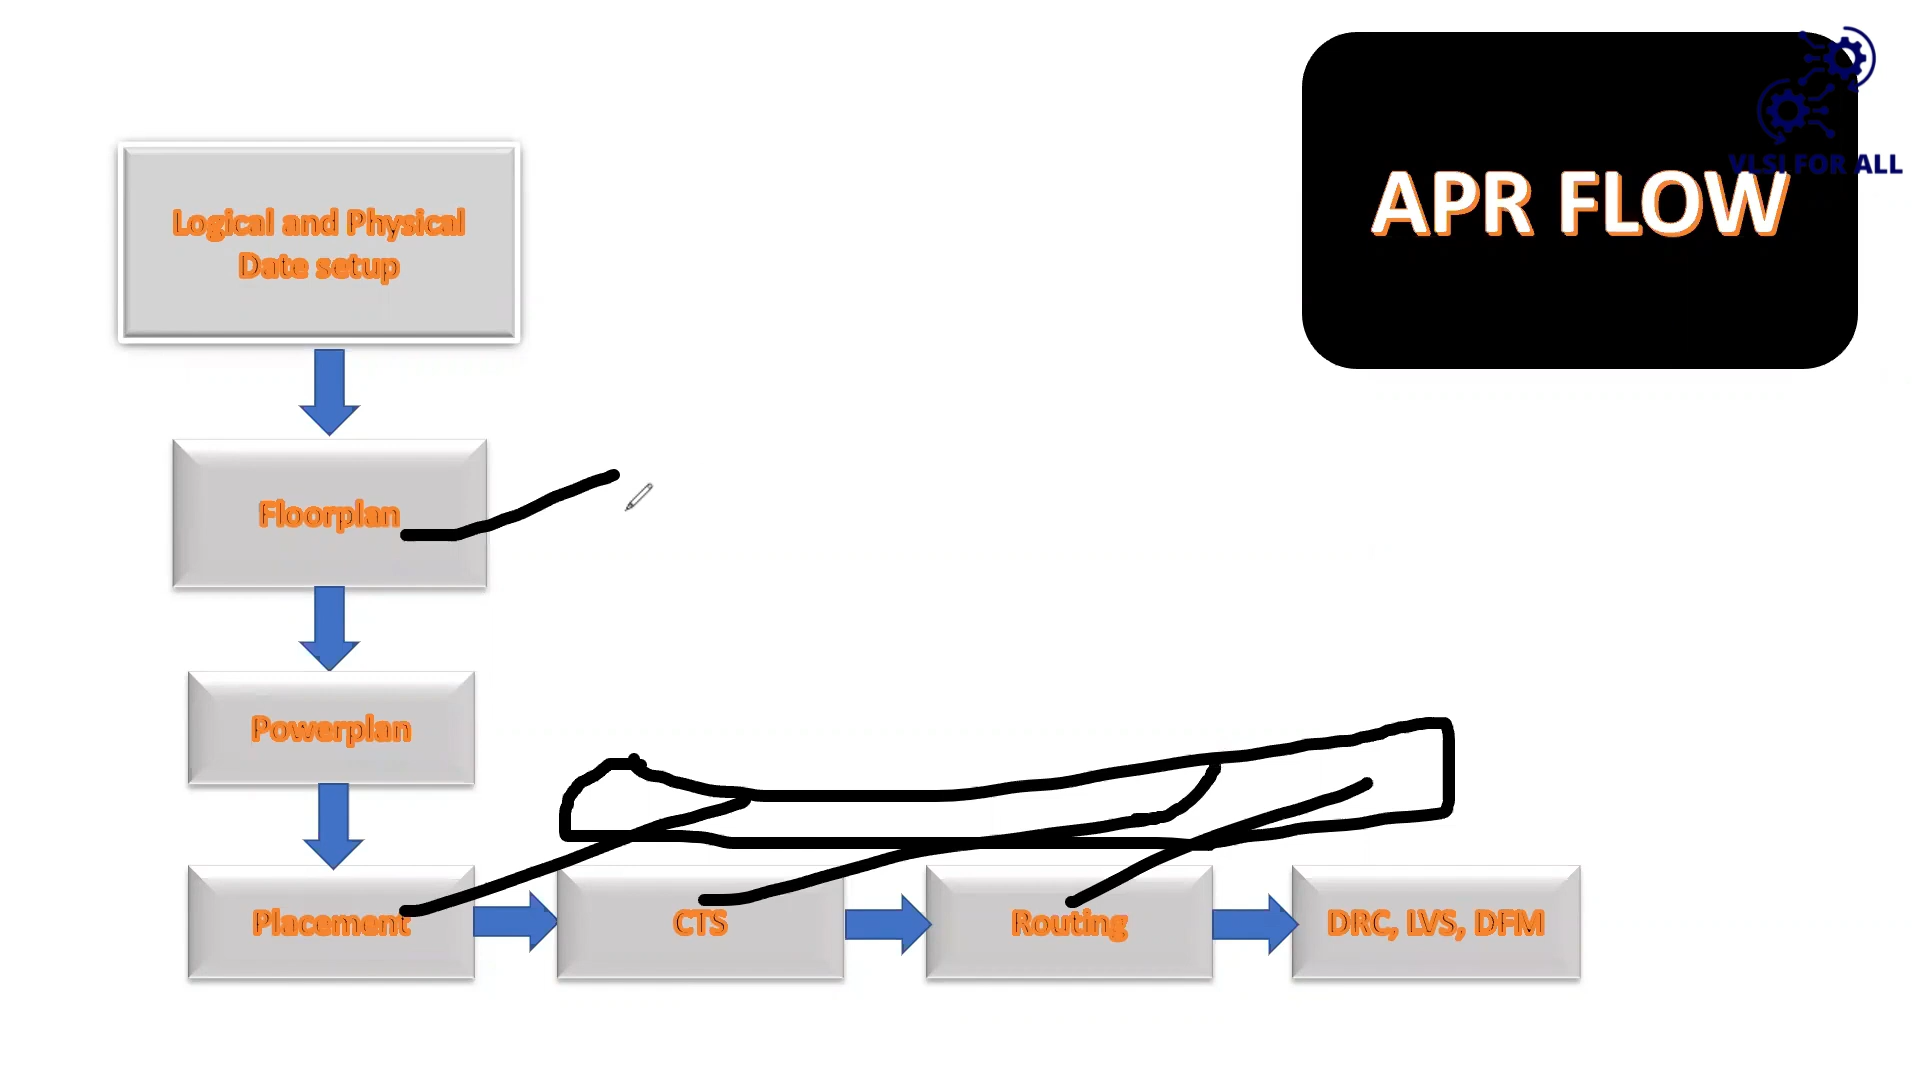 VLSI FOR ALL
APR FLOW
Logical and Physical
Date setup
Floorplan
Powerplan
Placement
CTS
Routing
DRC, LVS, DFM